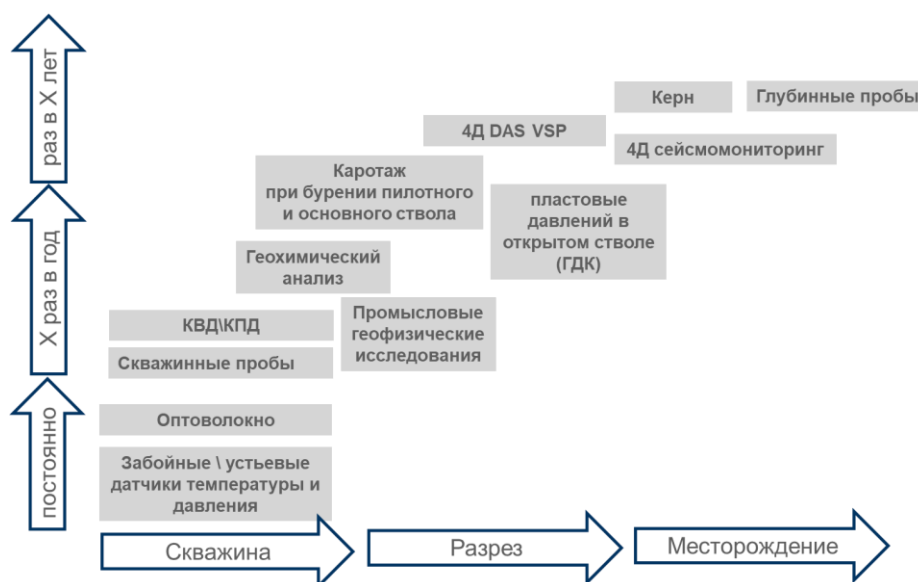 раз в X лет
X раз в год
постоянно
Керн
Глубинные пробы
4Д DAS VSP
4Д сейсмомониторинг
Каротаж
при бурении пилотного
и основного ствола
пластовые
давлений в
открытом стволе
(ГДК)
Геохимический
анализ
КВД\КПД
Промысловые
геофизические
исследования
Скважинные пробы
Оптоволокно
Забойные \ устьевые
датчики температуры и
давления
Скважина
Разрез
Месторождение